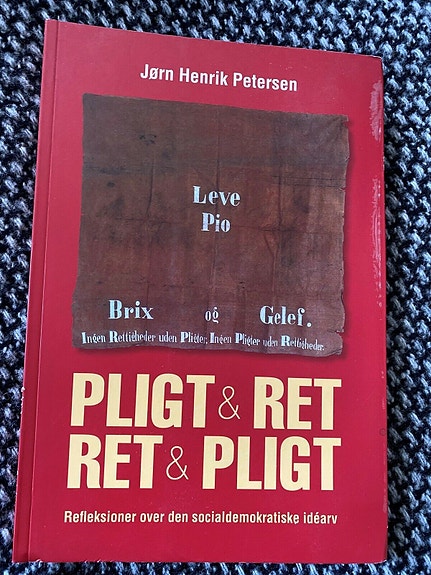 Jørn Henrik Petersen
Leve
Pio
Brix og Gelef.
Ingen Rettigheder uden Pligter, Ingen Pligter uden Rettigheder.
PLIGT & RET
RET & PLIGT
Refleksioner over den socialdemokratiske idéarv